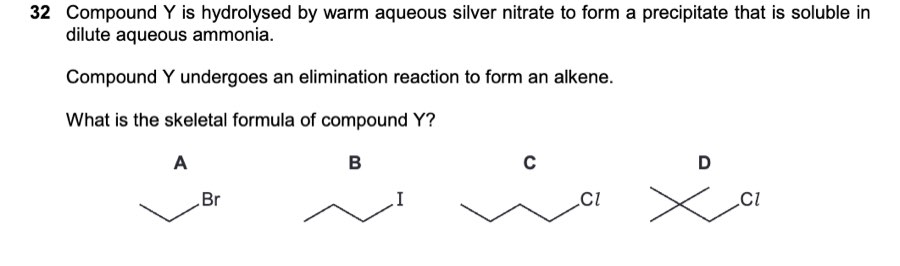 32 Compound Y is hydrolysed by warm aqueous silver nitrate to form a precipitate that is soluble in
dilute aqueous ammonia.
Compound Y undergoes an elimination reaction to form an alkene.
What is the skeletal formula of compound Y?
A B C D
Br I Cl Cl